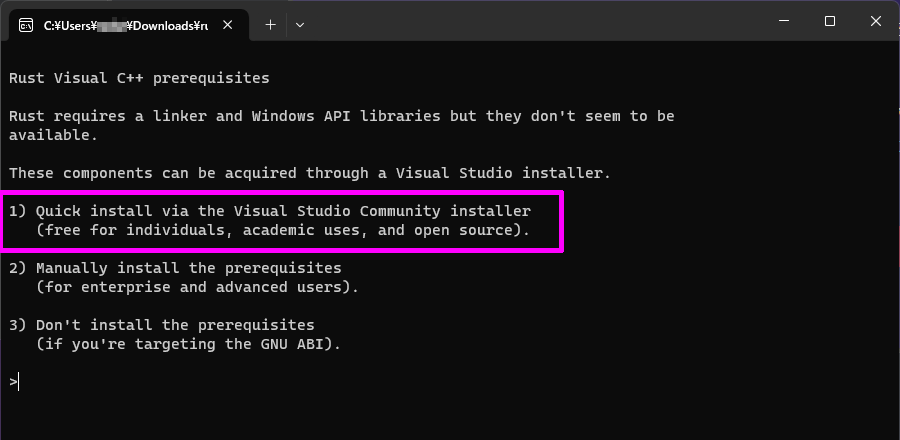 C:¥Users¥ ¥Downloads¥ru
Rust Visual C++ prerequisites
Rust requires a linker and Windows API libraries but they don't seem to be
available.
These components can be acquired through a Visual Studio installer.
1) Quick install via the Visual Studio Community installer
(free for individuals, academic uses, and open source).
2) Manually install the prerequisites
(for enterprise and advanced users).
3) Don't install the prerequisites
(if you're targeting the GNU ABI).
>